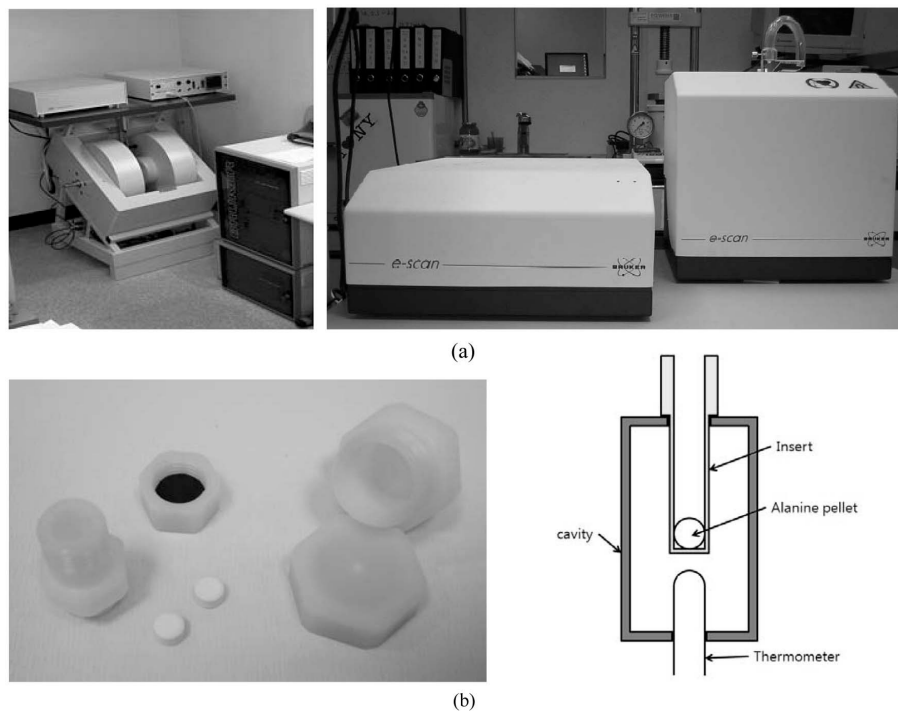 e-scan
BRUKER
e-scan
BRUKER
(a)
Insert
Alanine pellet
cavity
Thermometer
(b)